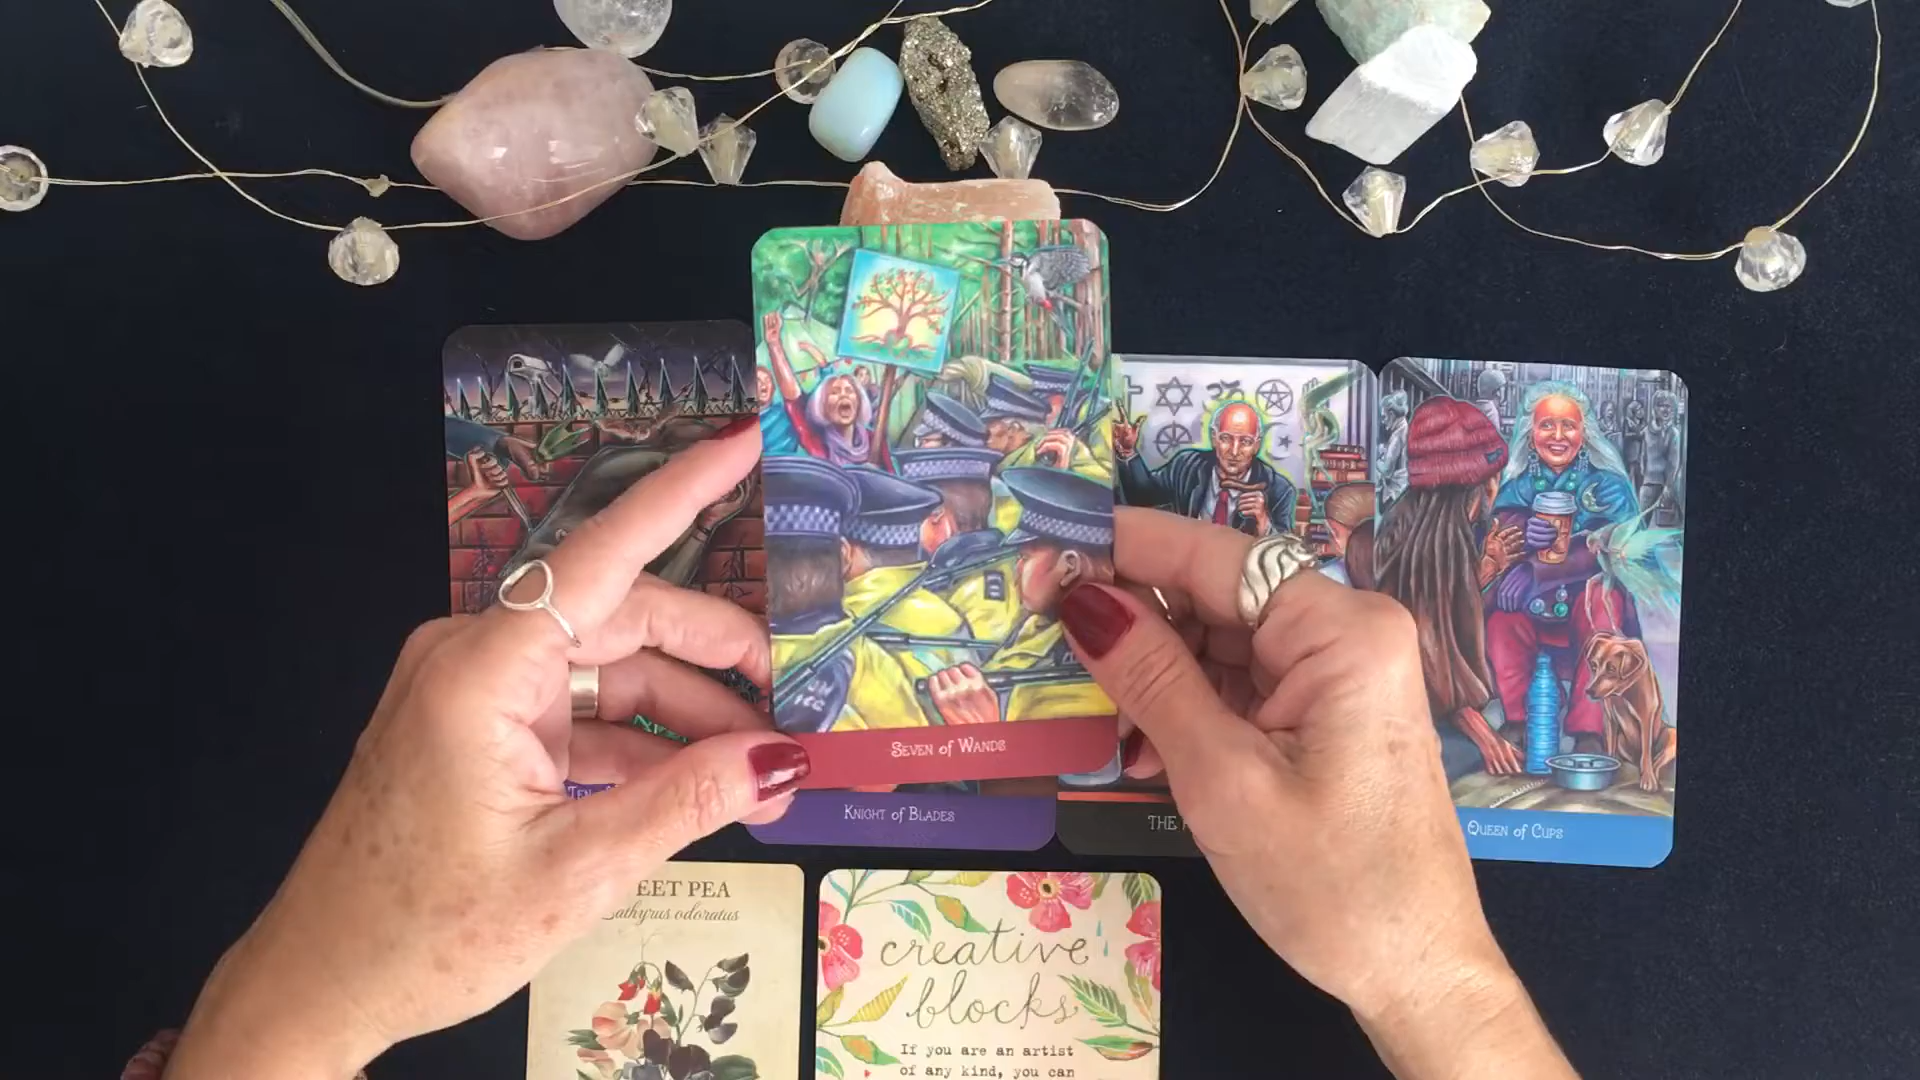 SEVEN of WANDS
KNIGHT of BLADES
THE
QUEEN of CUPS
EET PEA
athyrus odoratus
creative
blocks
If you are an artist
of any kind, you can